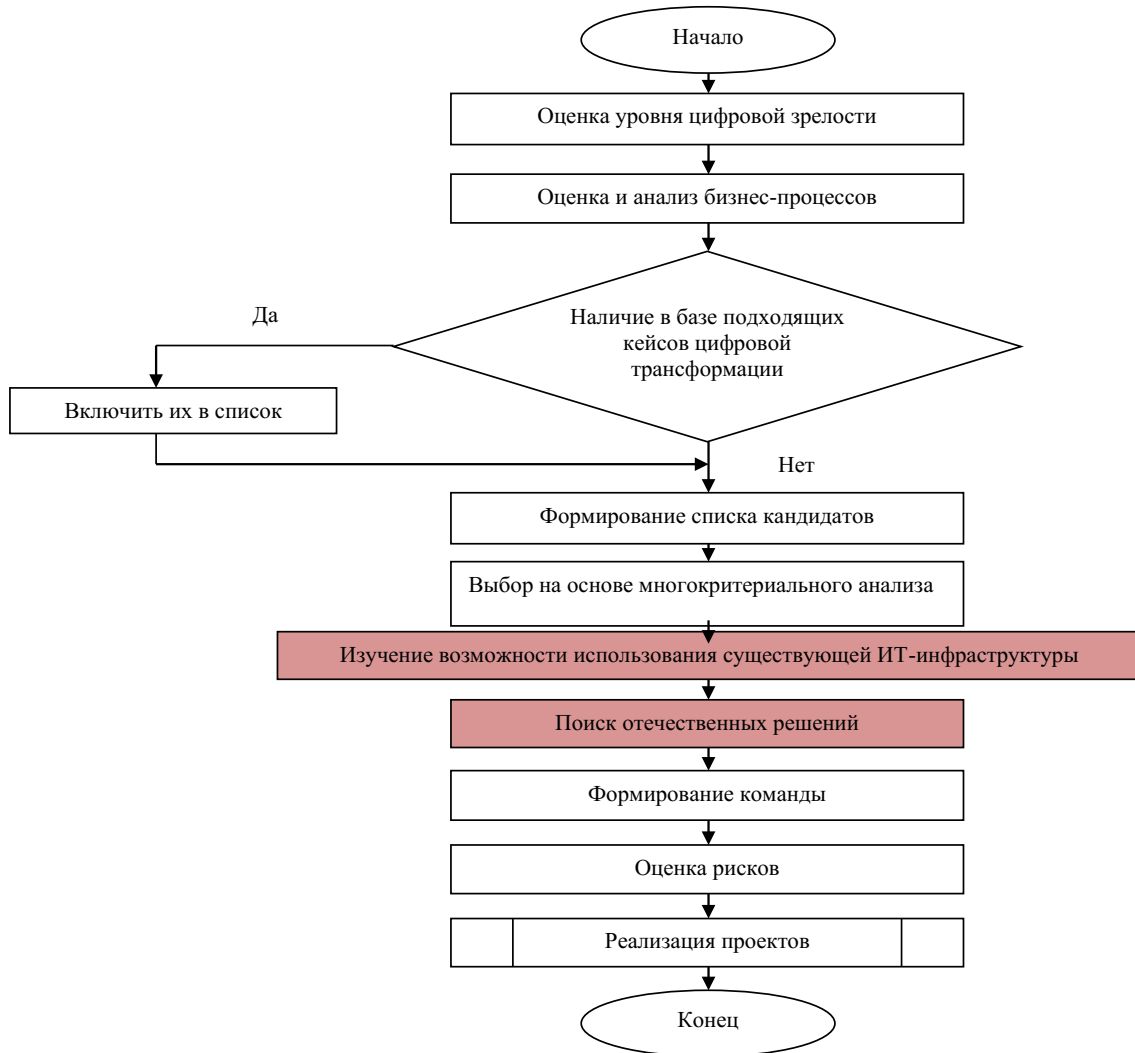 Начало
Оценка уровня цифровой зрелости
Оценка и анализ бизнес-процессов
Наличие в базе подходящих
кейсов цифровой
трансформации
Да
Включить их в список
Нет
Формирование списка кандидатов
Выбор на основе многокритериального анализа
Изучение возможности использования существующей ИТ-инфраструктуры
Поиск отечественных решений
Формирование команды
Оценка рисков
Реализация проектов
Конец